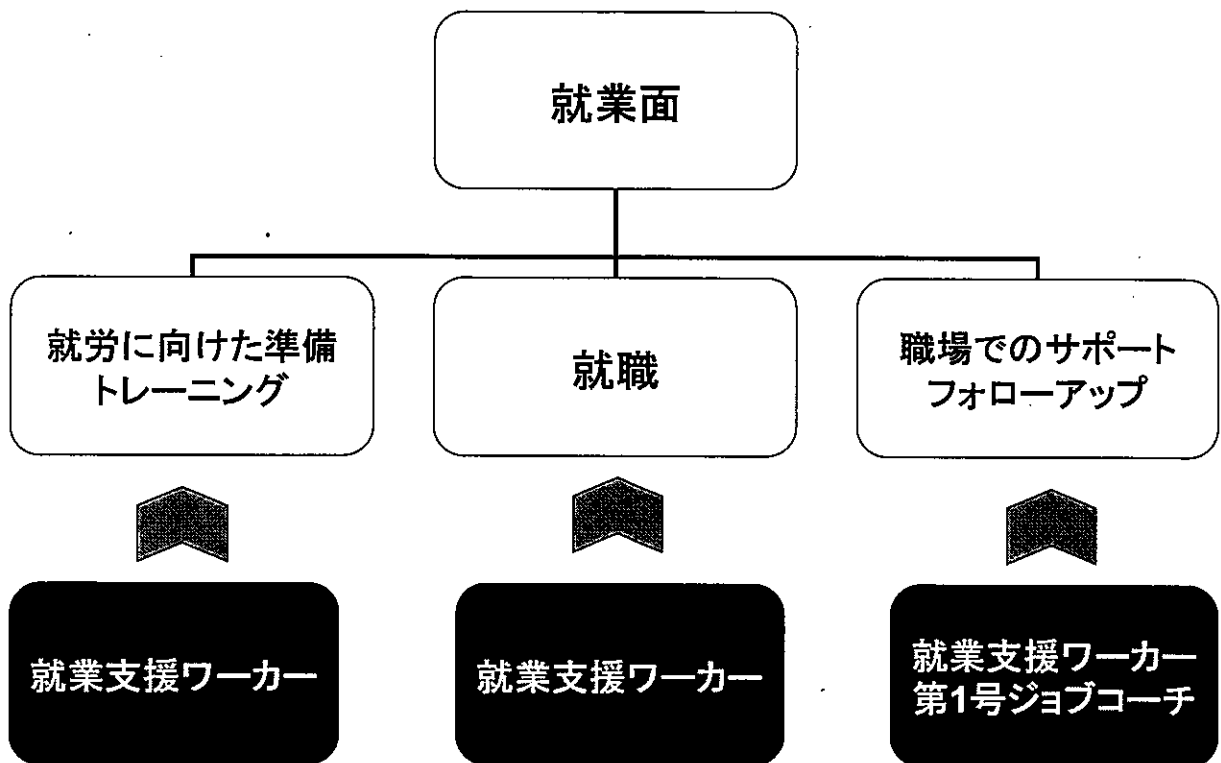 就業面
就労に向けた準備
トレーニング
就職
職場でのサポート
フォローアップ
就業支援ワーカー
就業支援ワーカー
就業支援ワーカー
第1号ジョブコーチ